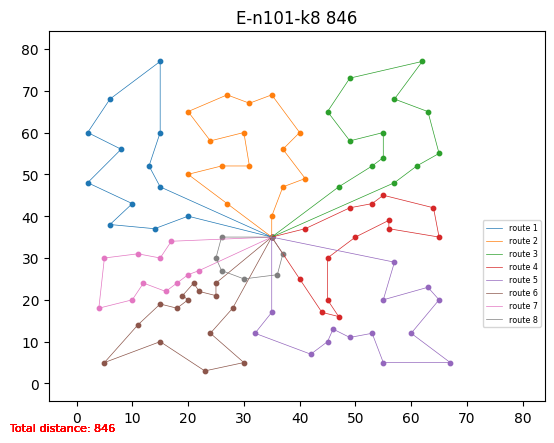 E-n101-k8 846
80
70
60
50
40
30
20
10
0
route 1
route 2
route 3
route 4
route 5
route 6
route 7
route 8
0 10 20 30 40 50 60 70 80
Total distance: 846